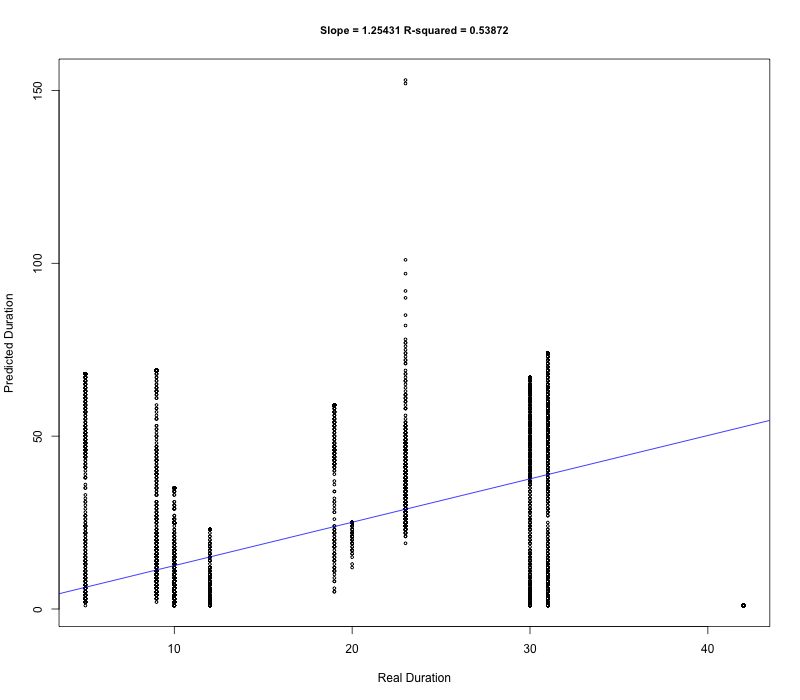 Slope = 1.25431 R-squared = 0.53872
150
100
50
0
Predicted Duration
10 20 30 40
Real Duration